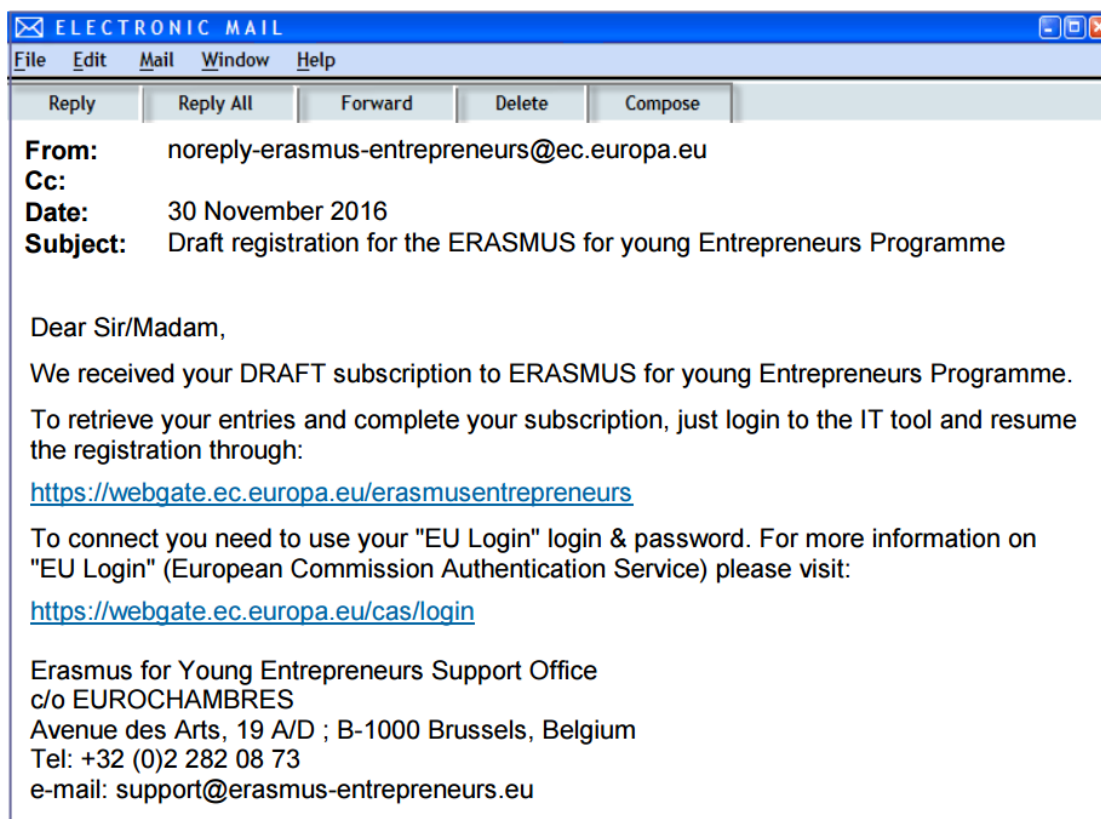 ELECTRONIC MAIL
File Edit Mail Window Help
Reply Reply All Forward Delete Compose
From: noreply-erasmus-entrepreneurs@ec.europa.eu
Cc:
Date: 30 November 2016
Subject: Draft registration for the ERASMUS for young Entrepreneurs Programme
Dear Sir/Madam,
We received your DRAFT subscription to ERASMUS for young Entrepreneurs Programme.
To retrieve your entries and complete your subscription, just login to the IT tool and resume
the registration through:
https://webgate.ec.europa.eu/erasmusentrepreneurs
To connect you need to use your "EU Login" login & password. For more information on
"EU Login" (European Commission Authentication Service) please visit:
https://webgate.ec.europa.eu/cas/login
Erasmus for Young Entrepreneurs Support Office
c/o EUROCHAMBRES
Avenue des Arts, 19 A/D ; B-1000 Brussels, Belgium
Tel: +32 (0)2 282 08 73
e-mail: support@erasmus-entrepreneurs.eu